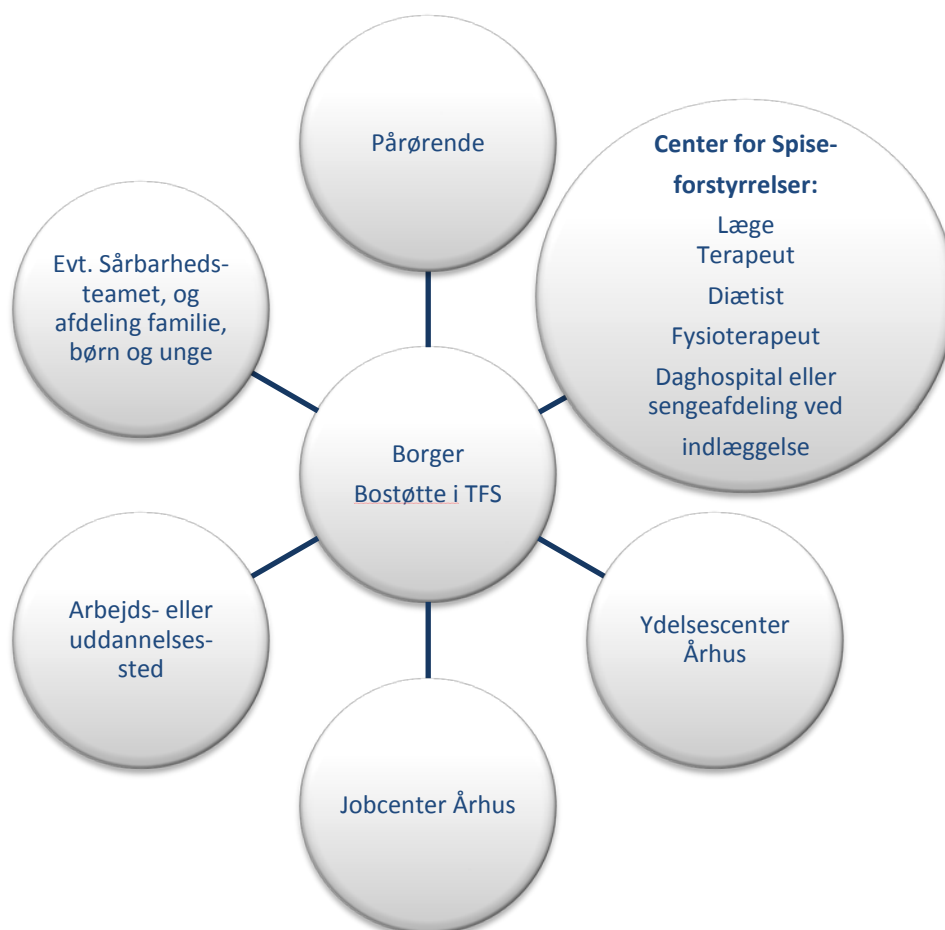 Pårørende
Center for Spise-
forstyrrelser:
Læge
Terapeut
Diætist
Fysioterapeut
Daghospital eller
sengeafdeling ved
indlæggelse
Evt. Sårbarheds-
teamet, og
afdeling familie,
børn og unge
Borger
Bostøtte i TFS
Arbejds- eller
uddannelses-
sted
Ydelsescenter
Århus
Jobcenter Århus